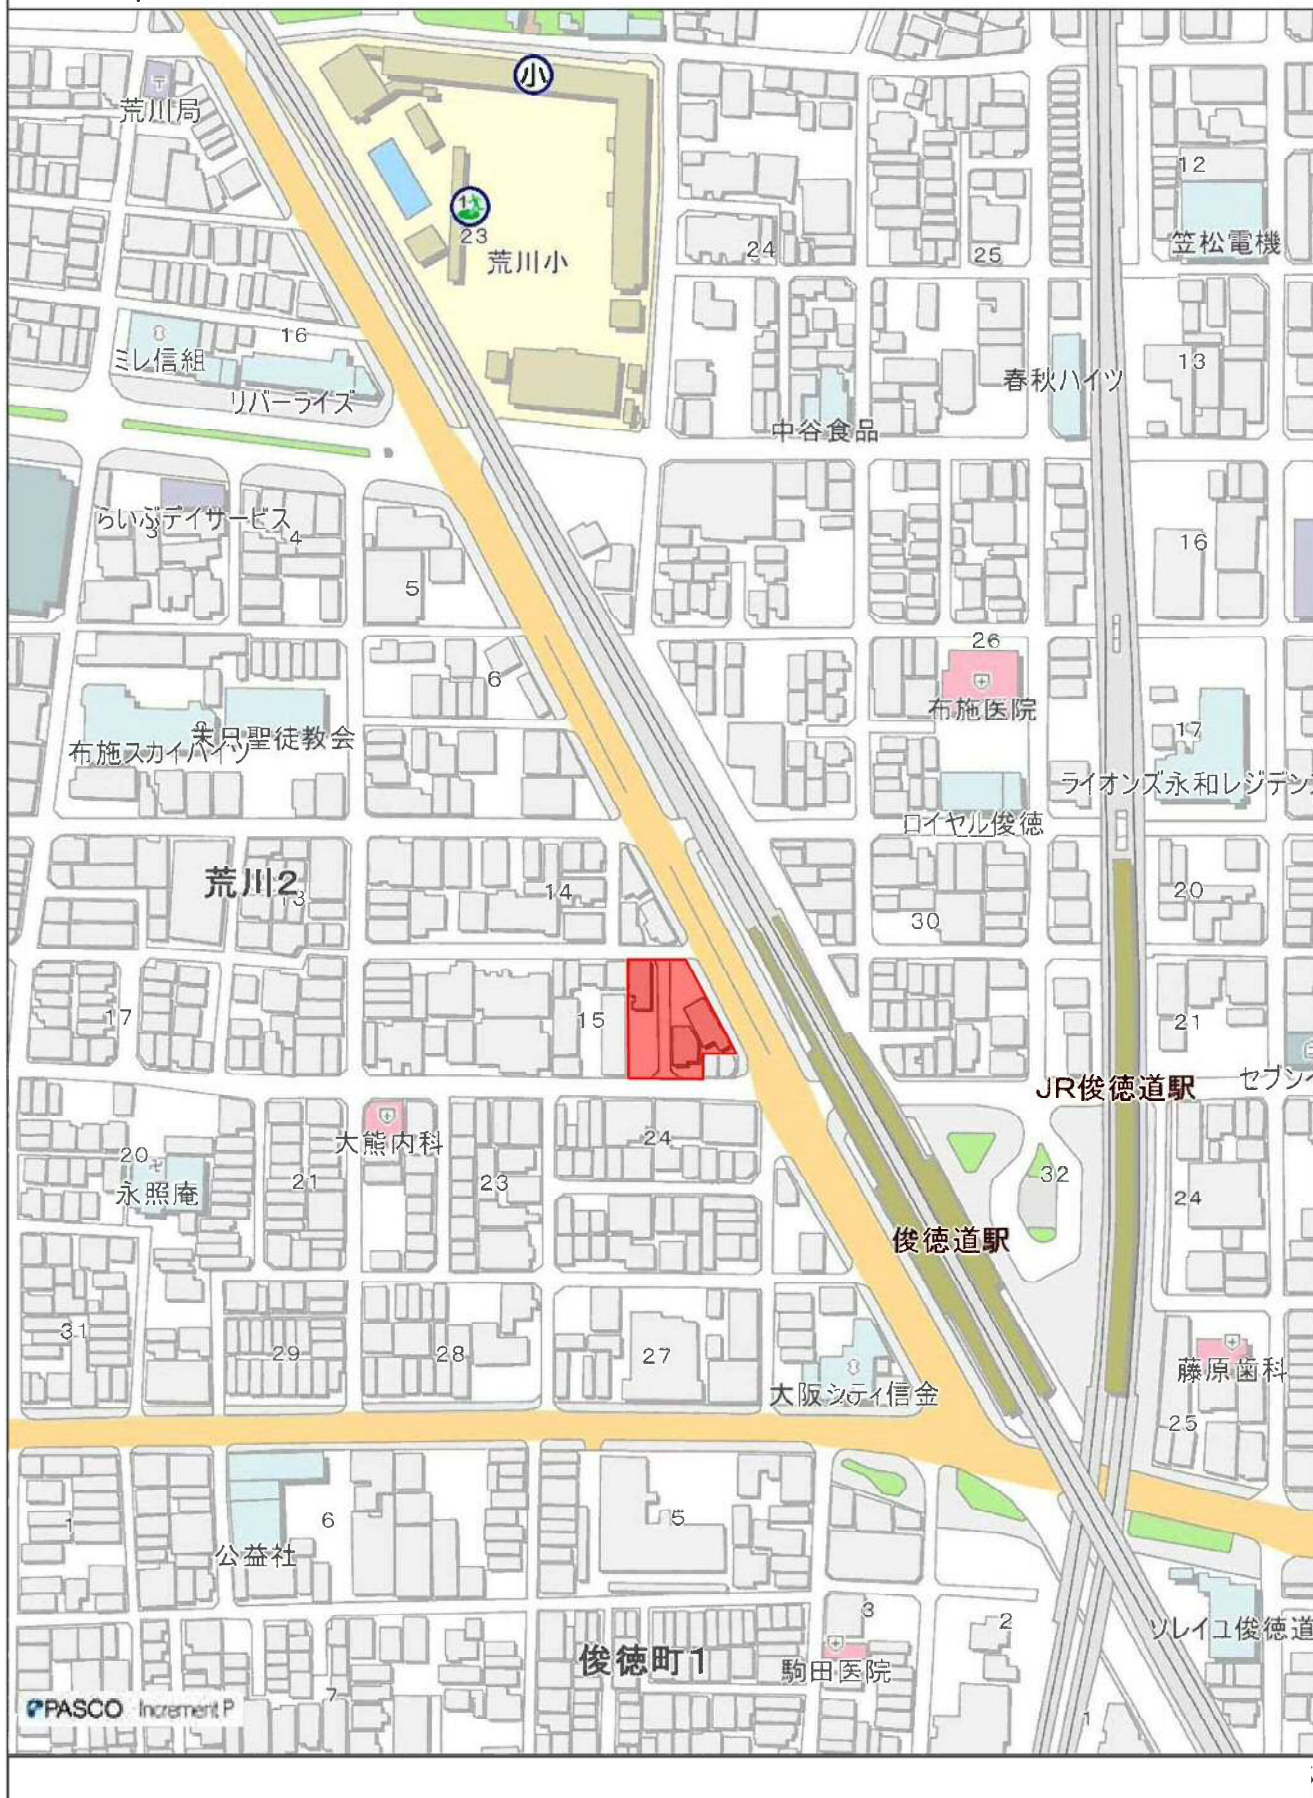 小
荒川局
12
23
荒川小
24
25
笠松電機
16
ミレ信組
リバーライズ
春秋ハイツ
13
中谷食品
らいぶデイサービス
3
4
5
16
26
6
布施医院
布施スカイハイツ
末日聖徒教会
17
ライオンズ永和レジデン
ロイヤル俊徳
荒川2
13
14
20
30
17
15
21
JR俊徳道駅
セブンイ
大熊内科
24
20
永照庵
21
23
32
24
俊徳道駅
31
29
28
27
藤原歯科
大阪シティ信金
25
1
6
5
公益社
3
2
ソレイユ俊徳道
俊徳町1
駒田医院
7
1
PASCO Increment P